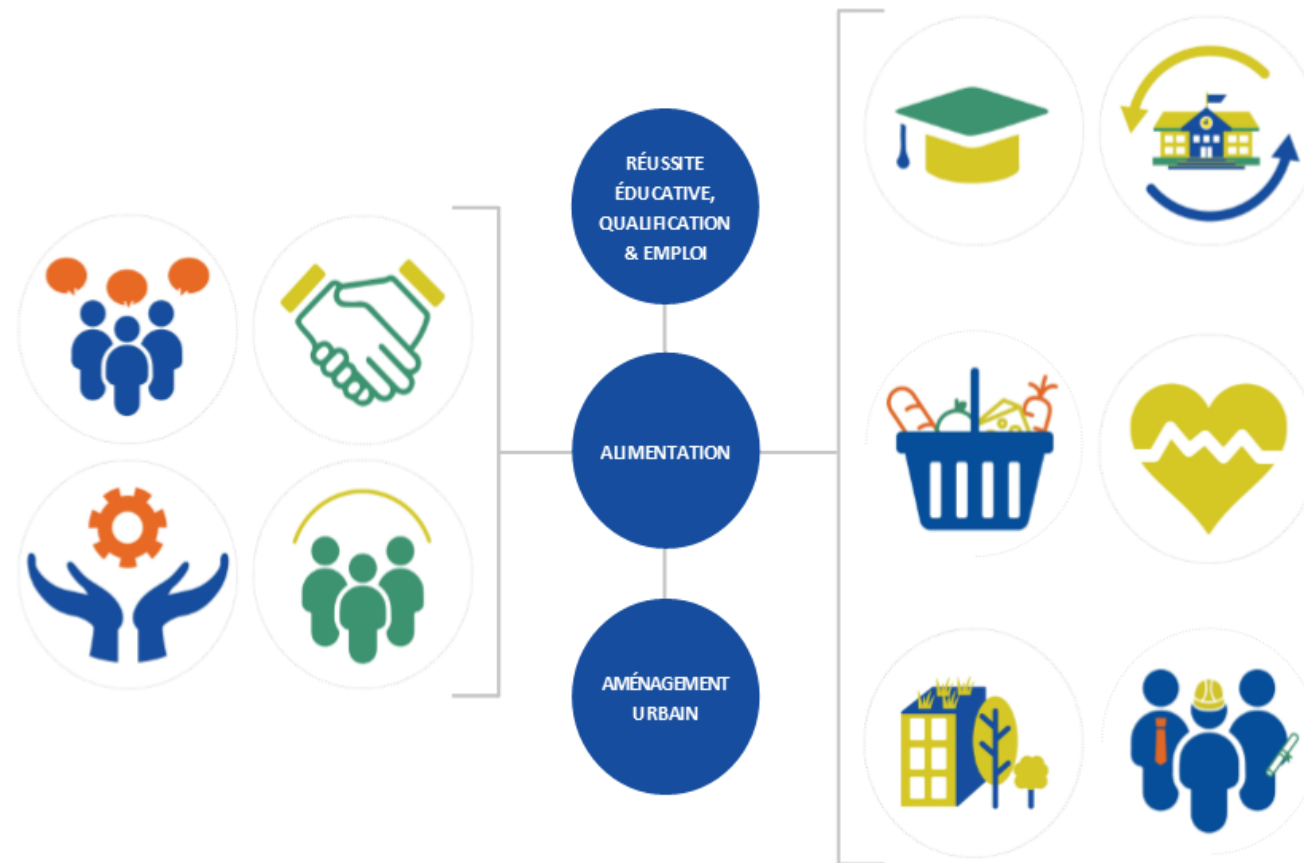 RÉUSSITE
ÉDUCATIVE,
QUALIFICATION
& EMPLOI
ALIMENTATION
AMÉNAGEMENT
URBAIN